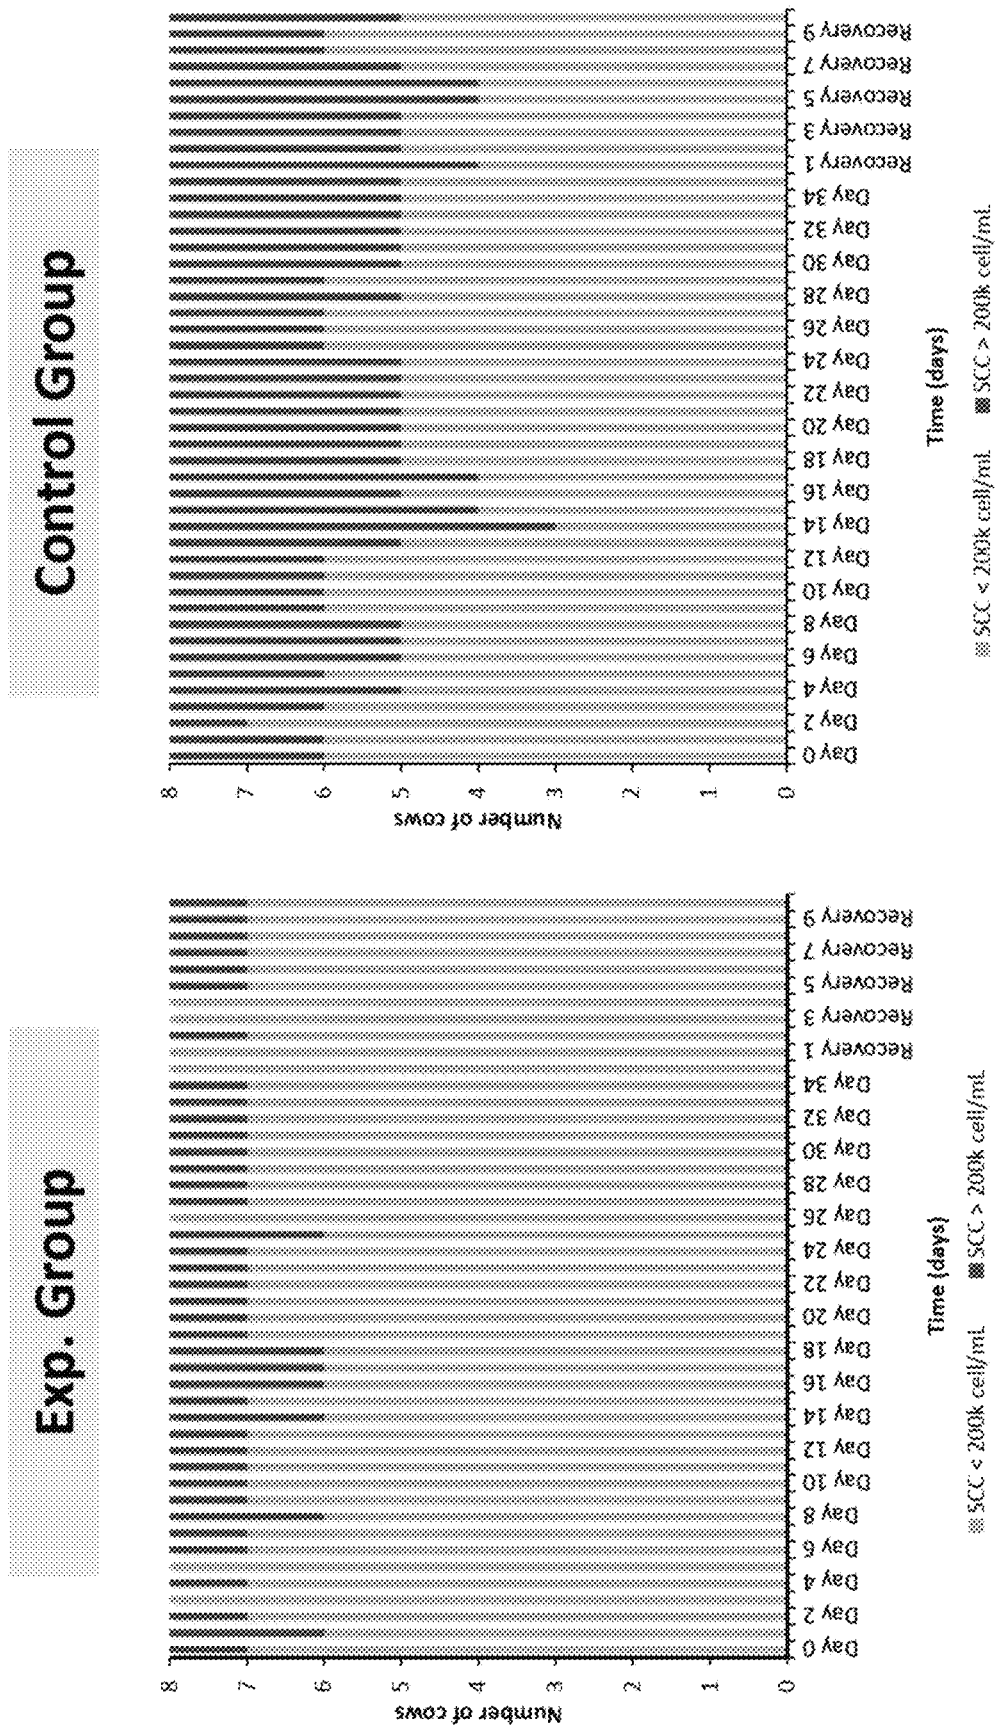 Exp. Group
Number of cows
8
7
6
5
4
3
2
1
0
Day 0
Day 2
Day 4
Day 6
Day 8
Day 10
Day 12
Day 14
Day 16
Day 18
Day 20
Day 22
Day 24
Day 26
Day 28
Day 30
Day 32
Day 34
Recovery 1
Recovery 3
Recovery 5
Recovery 7
Recovery 9
Time (days)
SCC < 200k cell/mL SCC > 200k cell/mL
Control Group
Number of cows
8
7
6
5
4
3
2
1
0
Day 0
Day 2
Day 4
Day 6
Day 8
Day 10
Day 12
Day 14
Day 16
Day 18
Day 20
Day 22
Day 24
Day 26
Day 28
Day 30
Day 32
Day 34
Recovery 1
Recovery 3
Recovery 5
Recovery 7
Recovery 9
Time (days)
SCC < 200k cell/mL SCC > 200k cell/mL